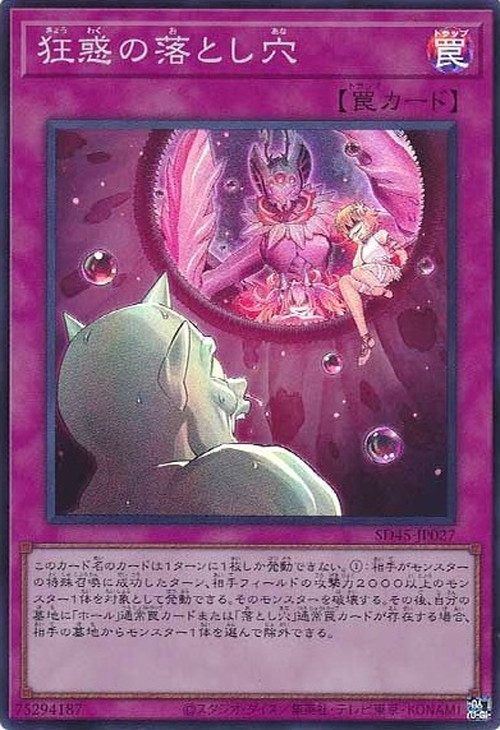 狂惑の落とし穴
罠
【罠カード】
SD45-JP027
このカード名のカードは1ターンに1枚しか発動できない。①:相手がモンスター
の特殊召喚に成功したターン、相手フィールドの攻撃力2000以上のモン
スター1体を対象として発動できる。そのモンスターを破壊する。その後、自分の
墓地に「ホール」通常罠カードまたは「落とし穴」通常罠カードが存在する場合、
相手の墓地からモンスター1体を選んで除外できる。
75294187
©スタジオ・ダイス/集英社・テレビ東京・KONAMI